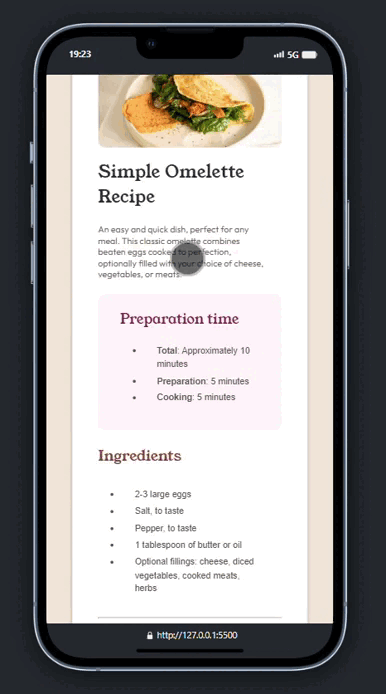 19:23
5G
Simple Omelette
Recipe
An easy and quick dish, perfect for any
meal. This classic omelette combines
beaten eggs cooked to perfection,
optionally filled with your choice of cheese,
vegetables, or meats.
Preparation time
• Total: Approximately 10
minutes
• Preparation: 5 minutes
• Cooking: 5 minutes
Ingredients
• 2-3 large eggs
• Salt, to taste
• Pepper, to taste
• 1 tablespoon of butter or oil
• Optional fillings: cheese, diced
vegetables, cooked meats,
herbs
http://127.0.0.1:5500